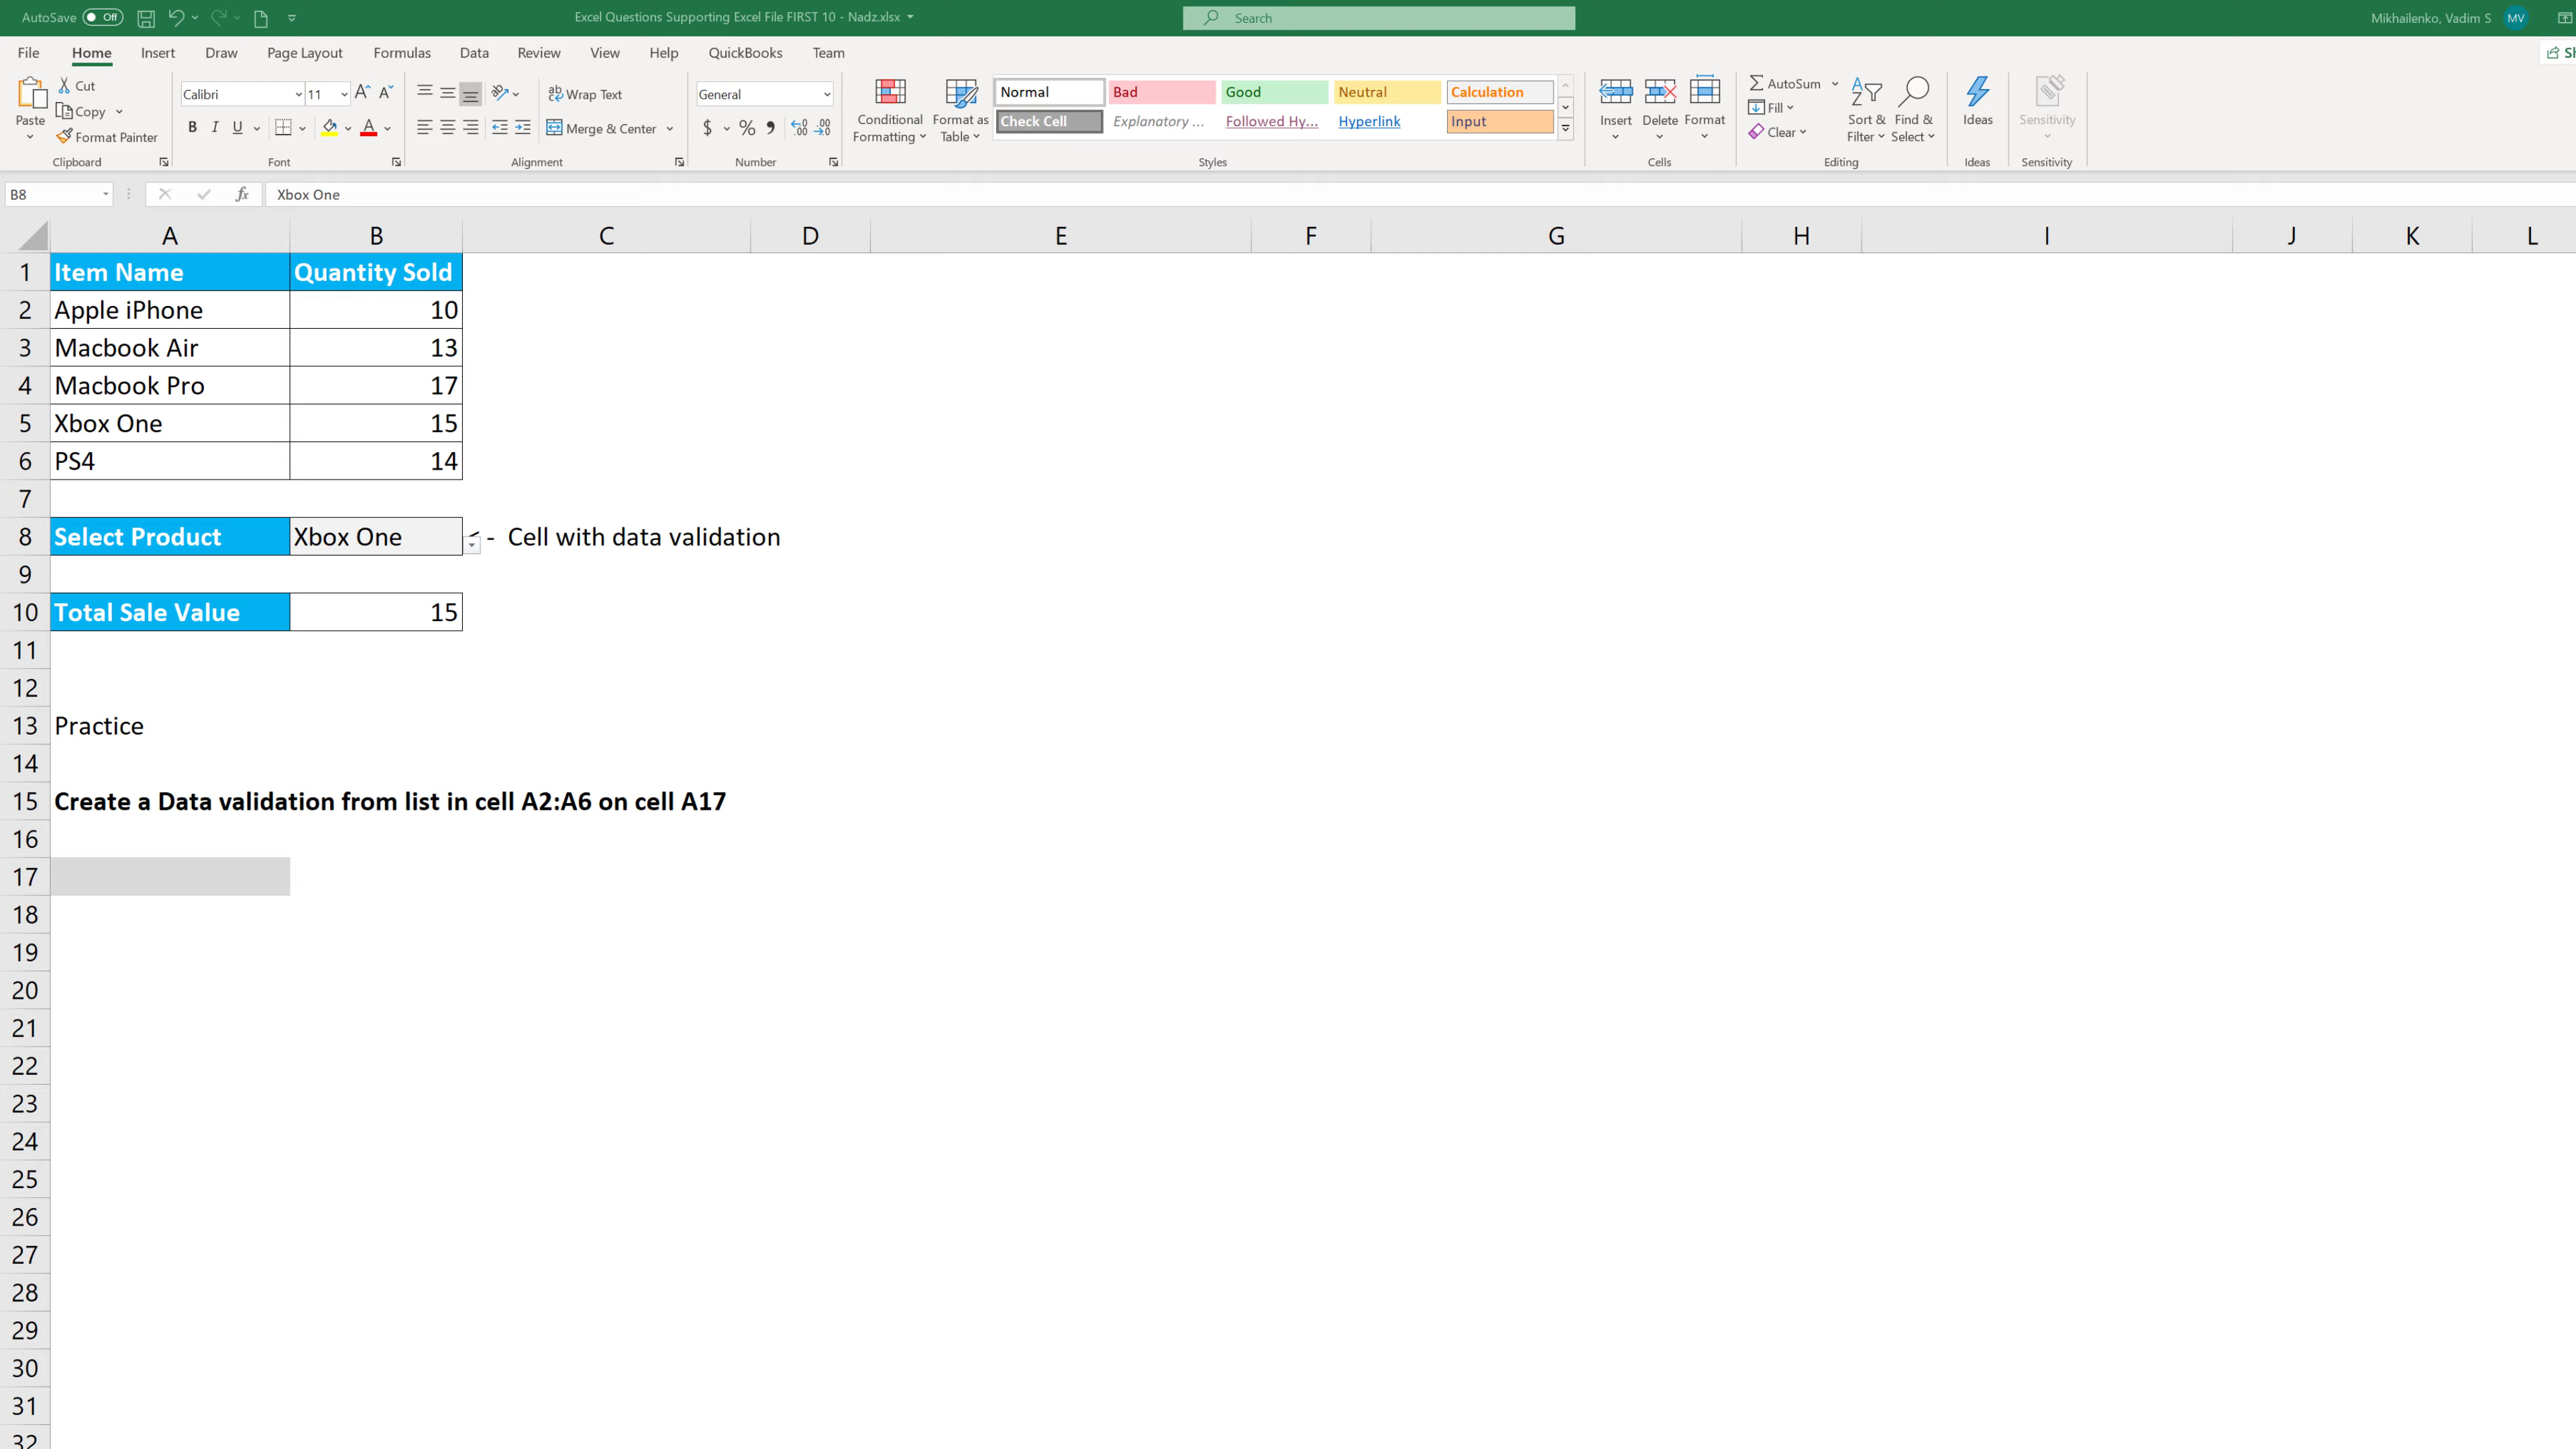 AutoSave Off Excel Questions Supporting Excel File FIRST 10 - Nadz.xlsx Search Mikhailenko, Vadim S MV
File Home Insert Draw Page Layout Formulas Data Review View Help QuickBooks Team
Paste Cut Copy Format Painter
Clipboard
Calibri 11
B I U A
Font
Wrap Text
Merge & Center
Alignment
General
$ % 9
Number
Conditional Formatting
Format as Table
Normal Bad Good Neutral Calculation
Check Cell Explanatory ... Followed Hy... Hyperlink Input
Styles
Insert Delete Format
Cells
AutoSum
Fill
Clear
Sort & Filter
Find & Select
Editing
Ideas
Ideas
Sensitivity
Sensitivity
B8 fx Xbox One
A B C D E F G H I J K L
1 Item Name Quantity Sold
2 Apple iPhone 10
3 Macbook Air 13
4 Macbook Pro 17
5 Xbox One 15
6 PS4 14
7
8 Select Product Xbox One - Cell with data validation
9
10 Total Sale Value 15
11
12
13 Practice
14
15 Create a Data validation from list in cell A2:A6 on cell A17
16
17
18
19
20
21
22
23
24
25
26
27
28
29
30
31
32